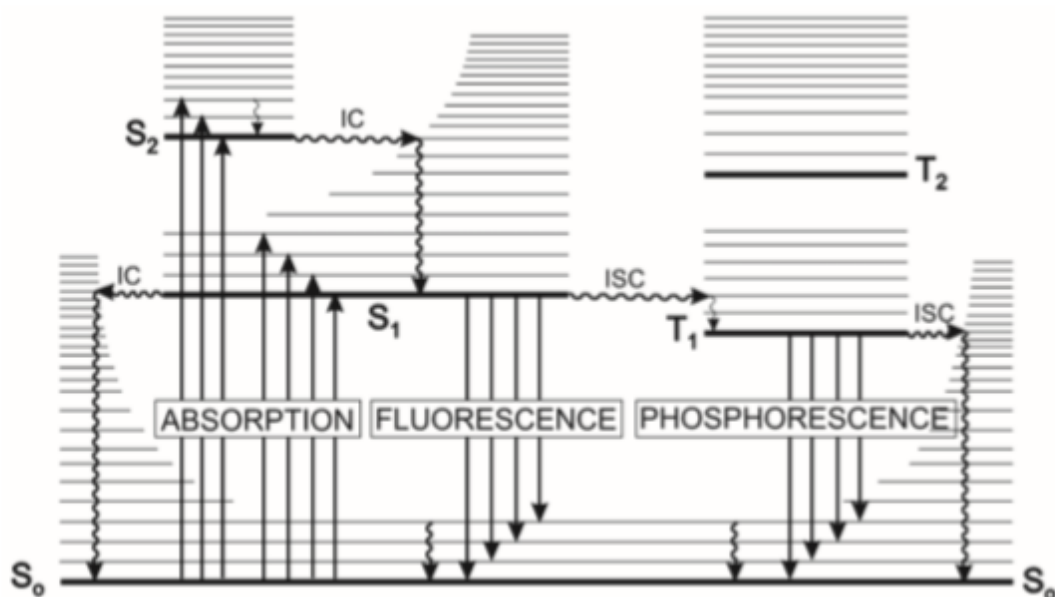 IC
S₂
T₂
IC
ISC
S₁
T₁
ISC
ABSORPTION
FLUORESCENCE
PHOSPHORESCENCE
S₀
S₀